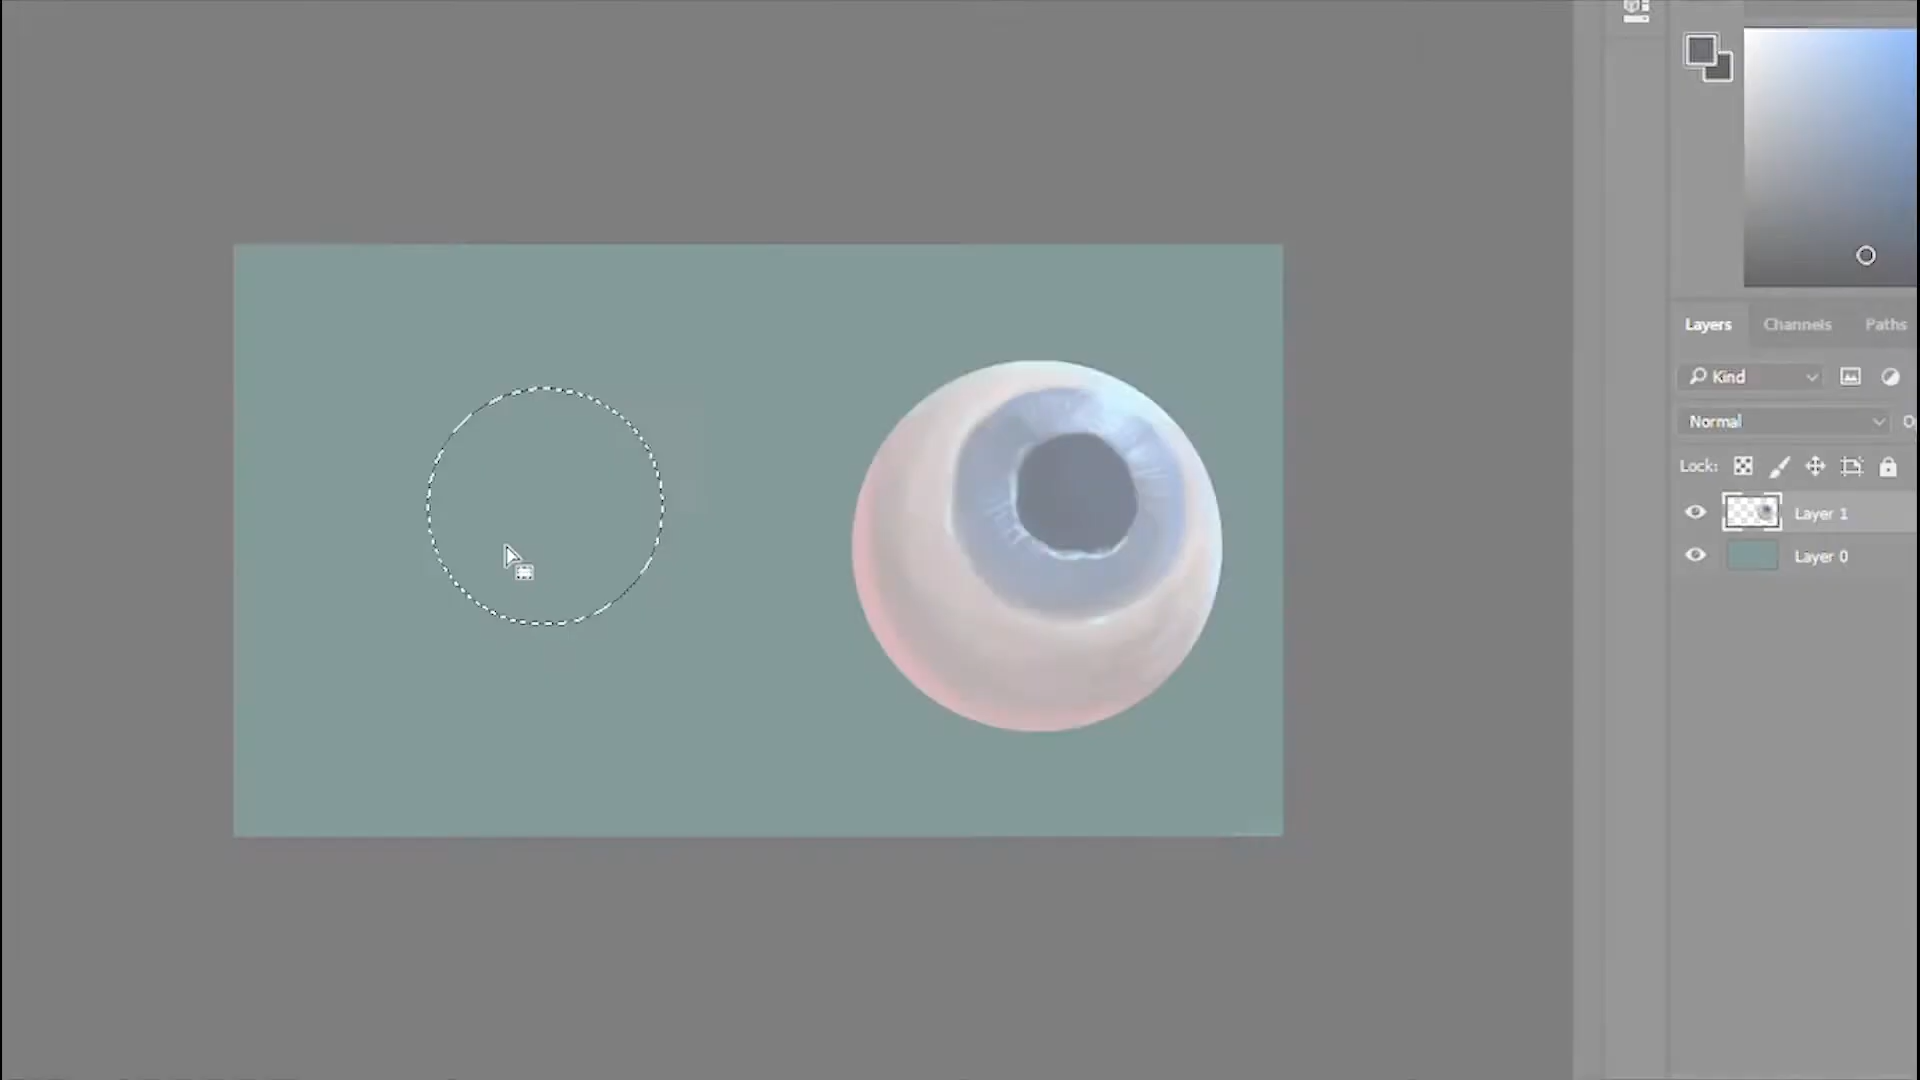 Layers Channels Paths
Kind
Normal
Lock:
Layer 1
Layer 0